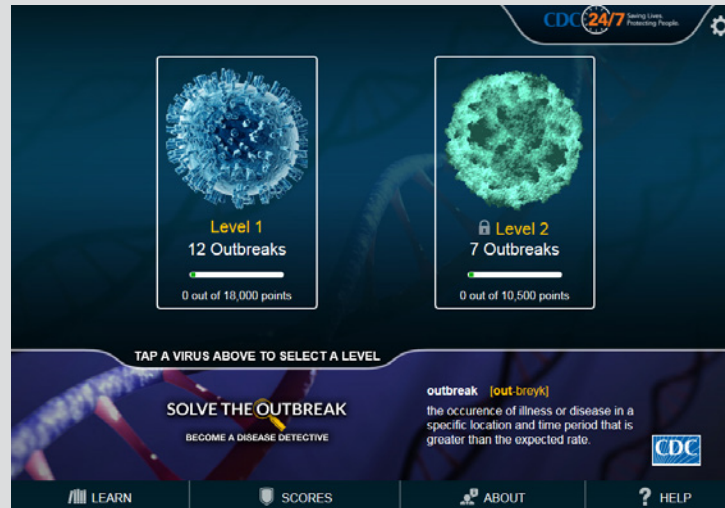 CDC 24/7 Saving Lives.
Protecting People.
Level 1
12 Outbreaks
0 out of 18,000 points
Level 2
7 Outbreaks
0 out of 10,500 points
TAP A VIRUS ABOVE TO SELECT A LEVEL
SOLVE THE OUTBREAK
BECOME A DISEASE DETECTIVE
outbreak [out-breyk]
the occurence of illness or disease in a
specific location and time period that is
greater than the expected rate.
CDC
LEARN
SCORES
ABOUT
? HELP